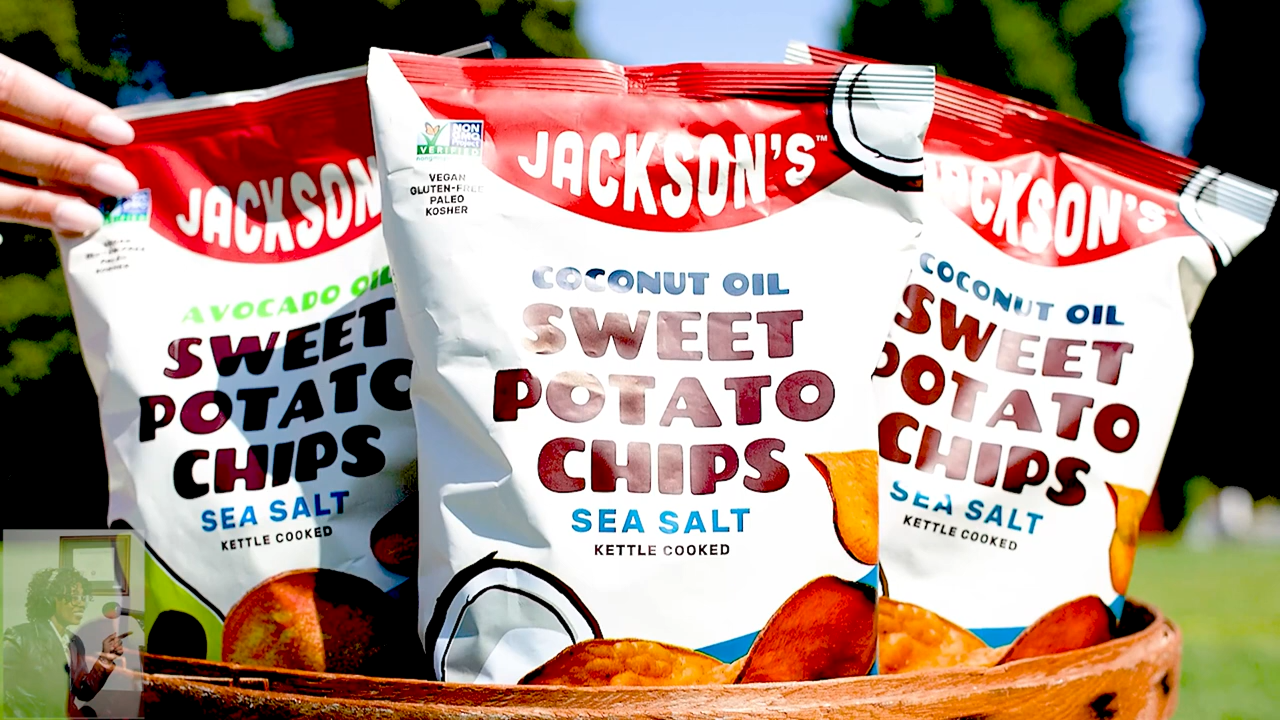 JACKSON
AVOCADO OIL
SWEET
POTATO
CHIPS
SEA SALT
KETTLE COOKED
NON
GMO
VERIFIED
VEGAN
GLUTEN-FREE
PALEO
KOSHER
JACKSON'S™
COCONUT OIL
SWEET
POTATO
CHIPS
SEA SALT
KETTLE COOKED
JACKSON'S
COCONUT OIL
SWEET
POTATO
CHIPS
SEA SALT
KETTLE COOKED